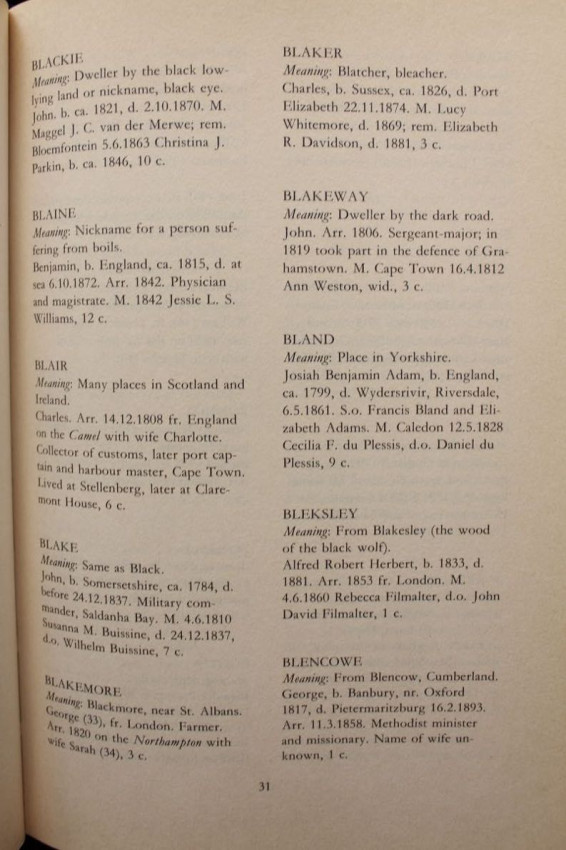 BLACKIE
Meaning: Dweller by the black low-
lying land or nickname, black eye.
John. b. ca. 1821, d. 2.10.1870. M.
Maggel J. C. van der Merwe; rem.
Bloemfontein 5.6.1863 Christina J.
Parkin, b. ca. 1846, 10 c.
BLAINE
Meaning: Nickname for a person suf-
fering from boils.
Benjamin, b. England, ca. 1815, d. at
sea 6.10.1872. Arr. 1842. Physician
and magistrate. M. 1842 Jessie L. S.
Williams, 12 c.
BLAIR
Meaning: Many places in Scotland and
Ireland.
Charles. Arr. 14.12.1808 fr. England
on the Camel with wife Charlotte.
Collector of customs, later port cap-
tain and harbour master, Cape Town.
Lived at Stellenberg, later at Clare-
mont House, 6 c.
BLAKE
Meaning: Same as Black.
John, b. Somersetshire, ca. 1784, d.
before 24.12.1837. Military com-
mander, Saldanha Bay. M. 4.6.1810
Susanna M. Buissine, d. 24.12.1837,
d.o. Wilhelm Buissine, 7 c.
BLAKEMORE
Meaning: Blackmore, near St. Albans.
George (33), fr. London. Farmer.
Arr. 1820 on the Northampton with
wife Sarah (34), 3 c.
BLAKER
Meaning: Blatcher, bleacher.
Charles, b. Sussex, ca. 1826, d. Port
Elizabeth 22.11.1874. M. Lucy
Whitemore, d. 1869; rem. Elizabeth
R. Davidson, d. 1881, 3 c.
BLAKEWAY
Meaning: Dweller by the dark road.
John. Arr. 1806. Sergeant-major; in
1819 took part in the defence of Gra-
hamstown. M. Cape Town 16.4.1812
Ann Weston, wid., 3 c.
BLAND
Meaning: Place in Yorkshire.
Josiah Benjamin Adam, b. England,
ca. 1799, d. Wydersrivir, Riversdale,
6.5.1861. S.o. Francis Bland and Eli-
zabeth Adams. M. Caledon 12.5.1828
Cecilia F. du Plessis, d.o. Daniel du
Plessis, 9 c.
BLEKSLEY
Meaning: From Blakesley (the wood
of the black wolf).
Alfred Robert Herbert, b. 1833, d.
1881. Arr. 1853 fr. London. M.
4.6.1860 Rebecca Filmalter, d.o. John
David Filmalter, 1 c.
BLENCOWE
Meaning: From Blencow, Cumberland.
George, b. Banbury, nr. Oxford
1817, d. Pietermaritzburg 16.2.1893.
Arr. 11.3.1858. Methodist minister
and missionary. Name of wife un-
known, 1 c.
31